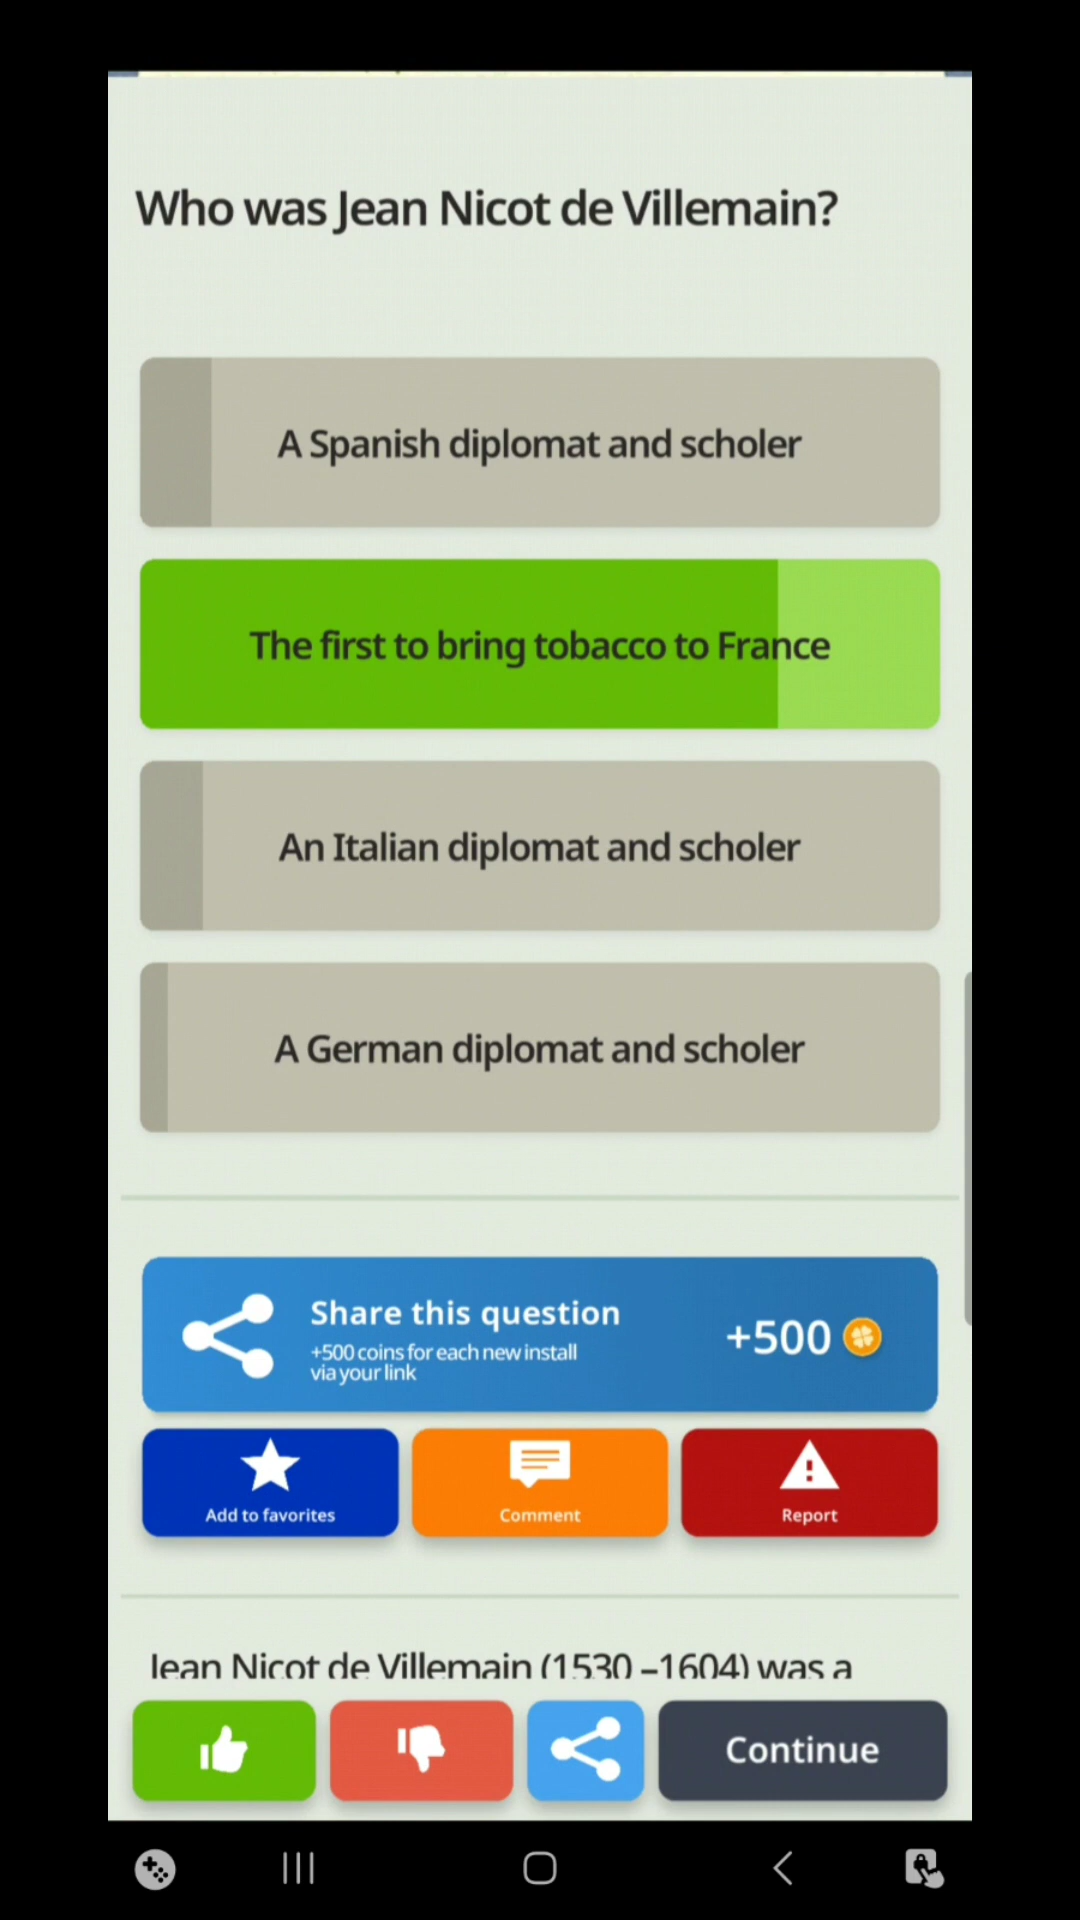 Who was Jean Nicot de Villemain?
A Spanish diplomat and scholer
The first to bring tobacco to France
An Italian diplomat and scholer
A German diplomat and scholer
Share this question
+500 coins for each new install
via your link
+500
Add to favorites
Comment
Report
Jean Nicot de Villemain (1530 –1604) was a
Continue